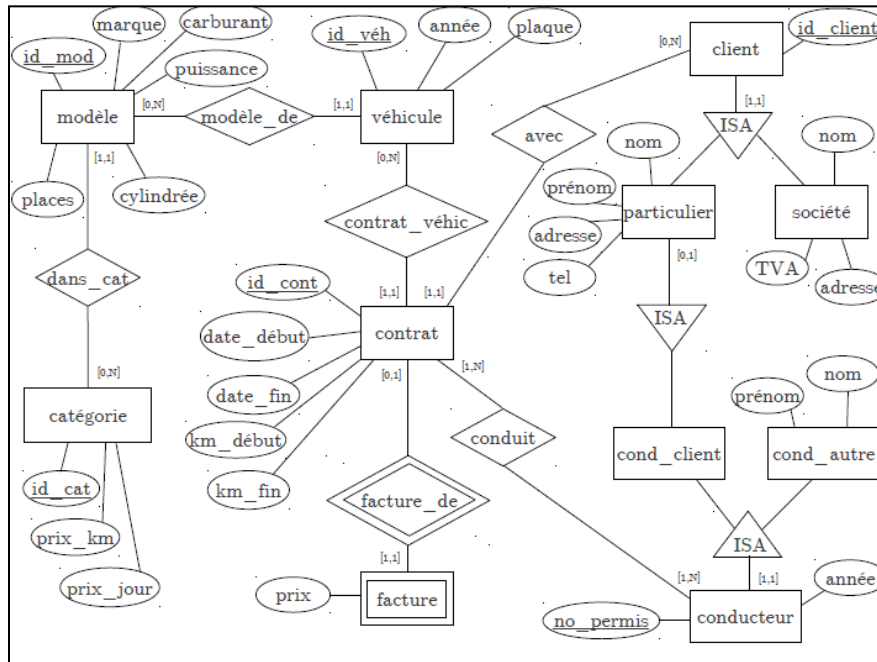 marque
carburant
id_mod
puissance
id_véh
année
plaque
[0,N]
client
id_client
modèle
[0,N]
modèle_de
[1,1]
véhicule
avec
[1,1]
ISA
[1,1]
[0,N]
nom
nom
places
cylindrée
prénom
particulier
société
contrat_véhic
adresse
[0,1]
dans_cat
tel
TVA
adresse
id_cont
[1,1]
[1,1]
ISA
date_début
contrat
[0,N]
[0,1]
[1,N]
date_fin
prénom
nom
catégorie
km_début
conduit
cond_client
cond_autre
id_cat
km_fin
facture_de
prix_km
ISA
[1,1]
[1,N]
[1,1]
année
prix_jour
prix
facture
no_permis
conducteur